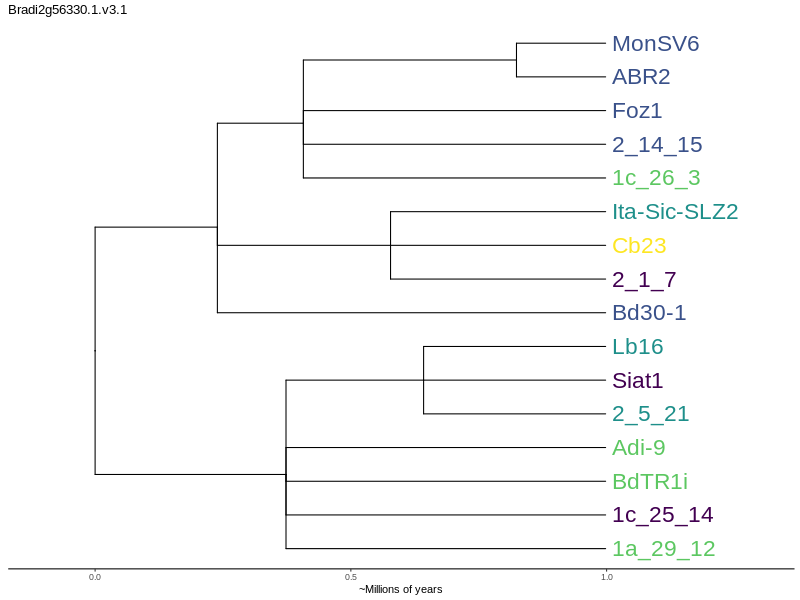 Bradi2g56330.1.v3.1
MonSV6
ABR2
Foz1
2_14_15
1c_26_3
Ita-Sic-SLZ2
Cb23
2_1_7
Bd30-1
Lb16
Siat1
2_5_21
Adi-9
BdTR1i
1c_25_14
1a_29_12
0.0 0.5 1.0
~Millions of years